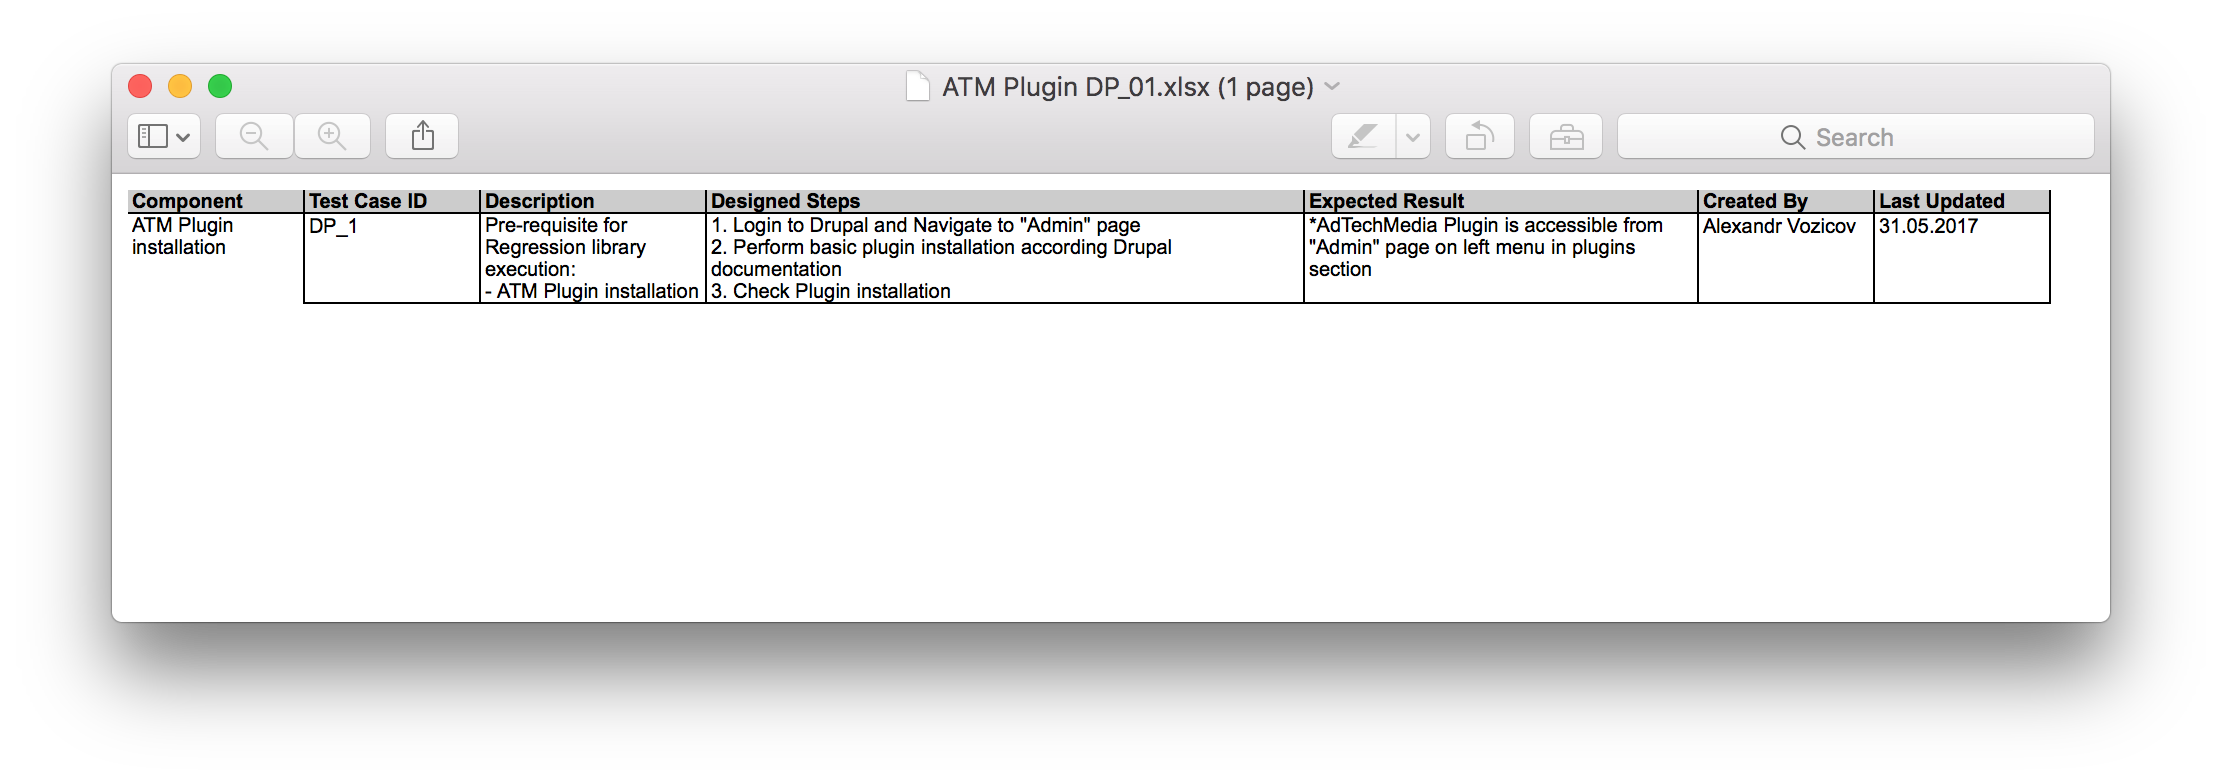 ATM Plugin DP_01.xlsx (1 page)
Search
Component Test Case ID Description Designed Steps Expected Result Created By Last Updated
ATM Plugin
installation
DP_1
Pre-requisite for
Regression library
execution:
- ATM Plugin installation
1. Login to Drupal and Navigate to "Admin" page
2. Perform basic plugin installation according Drupal
documentation
3. Check Plugin installation
*AdTechMedia Plugin is accessible from
"Admin" page on left menu in plugins
section
Alexandr Vozicov
31.05.2017